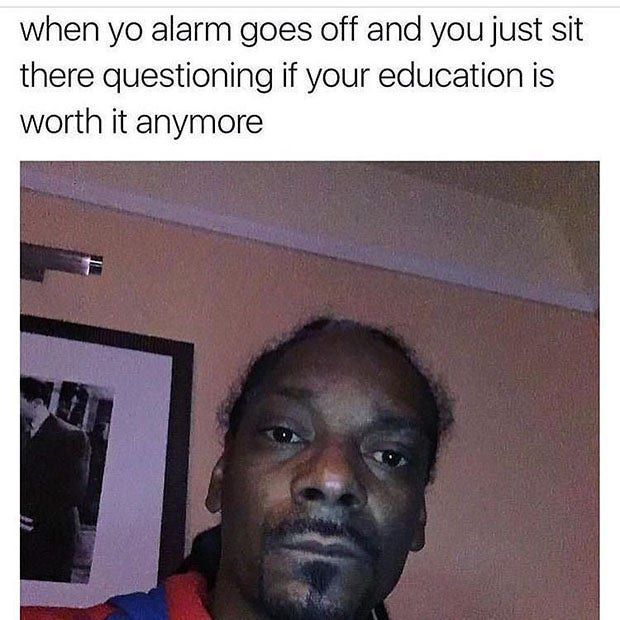 when yo alarm goes off and you just sit
there questioning if your education is
worth it anymore